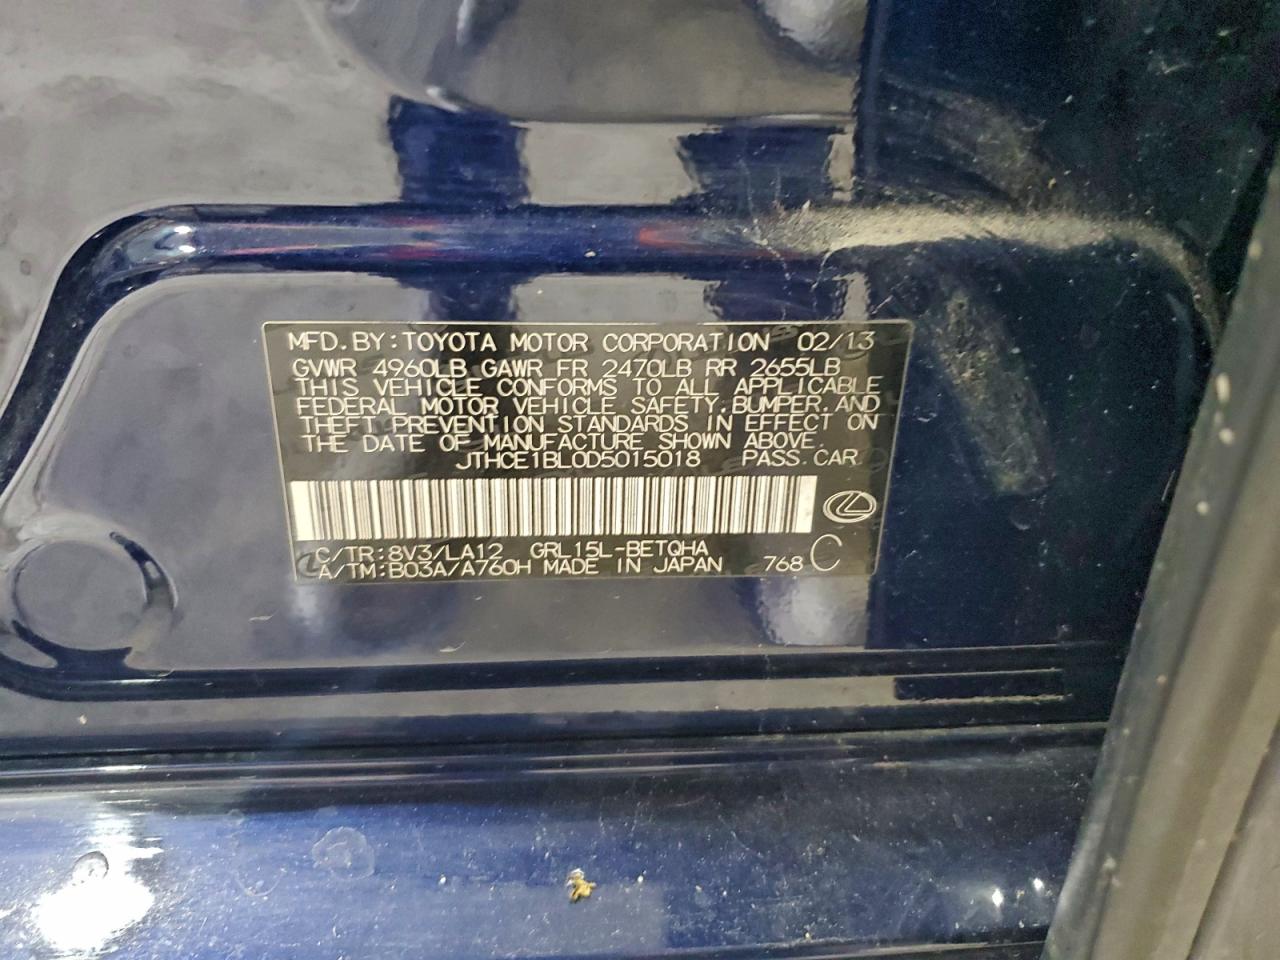 MFD.BY:TOYOTA MOTOR CORPORATION 02/13
GVWR 4960LB GAWR FR 2470LB RR 2655LB
THIS VEHICLE CONFORMS TO ALL APPLICABLE
FEDERAL MOTOR VEHICLE SAFETY,BUMPER,AND
THEFT PREVENTION STANDARDS IN EFFECT ON
THE DATE OF MANUFACTURE SHOWN ABOVE.
JTHCE1BL0D5015018 PASS.CAR
C/TR:8V3/LA12 GRL15L-BETQHA
A/TM:B03A/A760H MADE IN JAPAN 768 C